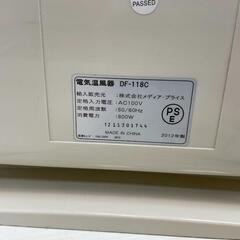 PASSED
電気温風器 DF-118C
輸入販売元 : 株式会社メディア・プライス
定格入力電圧 : AC100V
定格周波数 : 50/60Hz
消費電力 : 800W
PSE
2012年製
MADE IN CHINA